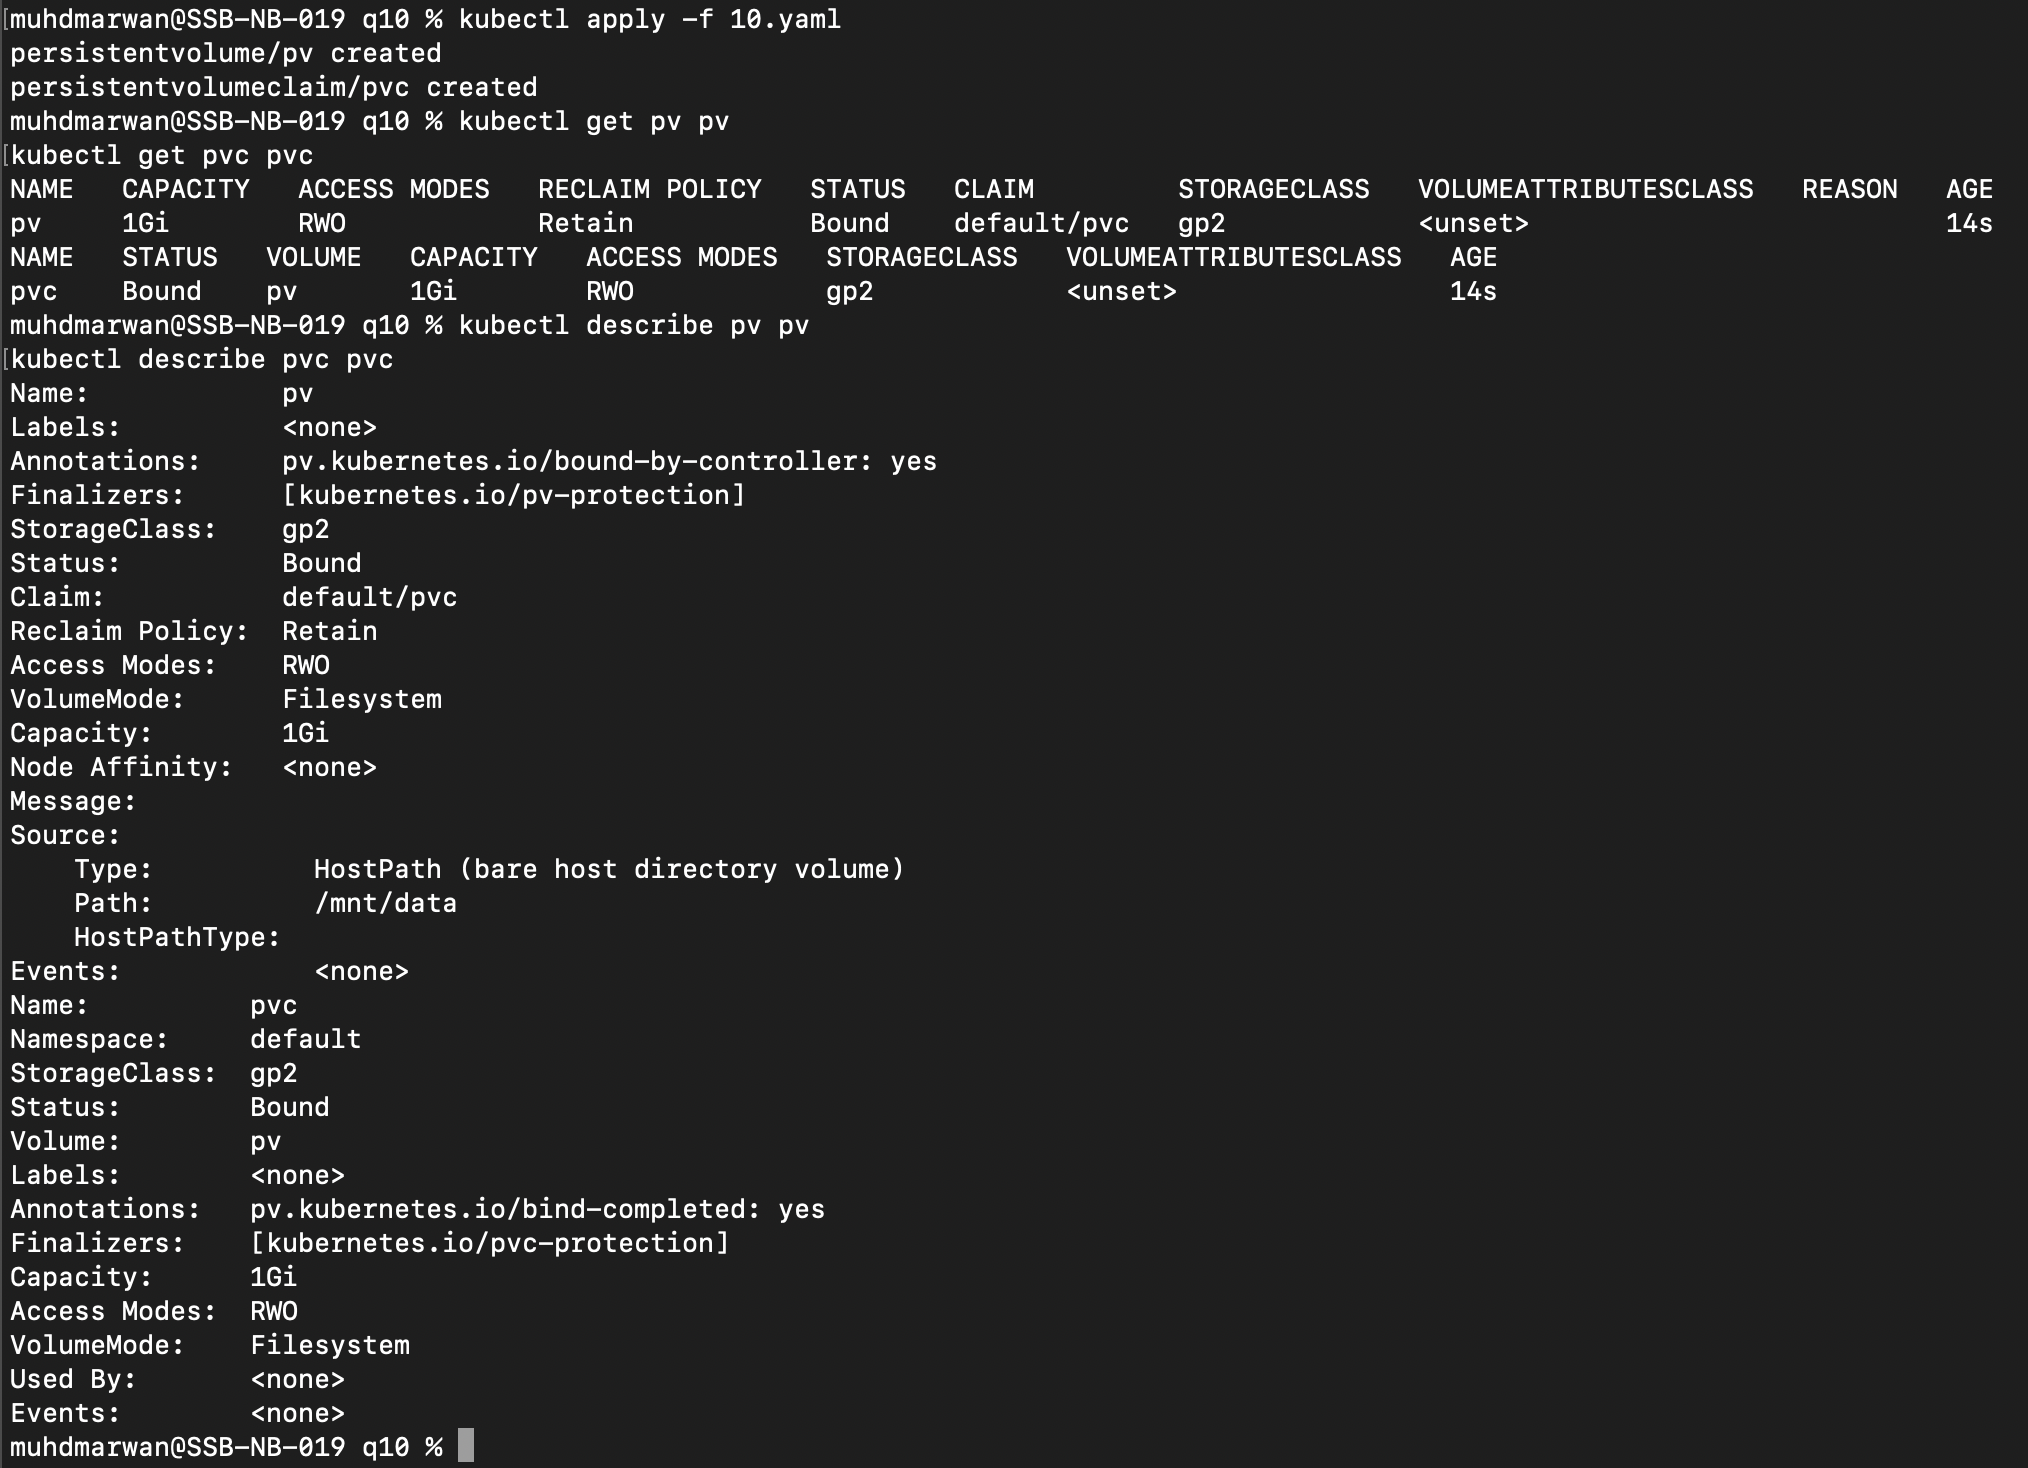 [muhdmarwan@SSB-NB-019 q10 % kubectl apply -f 10.yaml
persistentvolume/pv created
persistentvolumeclaim/pvc created
muhdmarwan@SSB-NB-019 q10 % kubectl get pv pv
[kubectl get pvc pvc
NAME   CAPACITY   ACCESS MODES   RECLAIM POLICY   STATUS   CLAIM         STORAGECLASS   VOLUMEATTRIBUTESCLASS   REASON   AGE
pv     1Gi        RWO            Retain           Bound    default/pvc   gp2            <unset>                          14s
NAME   STATUS   VOLUME   CAPACITY   ACCESS MODES   STORAGECLASS   VOLUMEATTRIBUTESCLASS   AGE
pvc    Bound    pv       1Gi        RWO            gp2            <unset>                 14s
muhdmarwan@SSB-NB-019 q10 % kubectl describe pv pv
[kubectl describe pvc pvc
Name:            pv
Labels:          <none>
Annotations:     pv.kubernetes.io/bound-by-controller: yes
Finalizers:      [kubernetes.io/pv-protection]
StorageClass:    gp2
Status:          Bound
Claim:           default/pvc
Reclaim Policy:  Retain
Access Modes:    RWO
VolumeMode:      Filesystem
Capacity:        1Gi
Node Affinity:   <none>
Message:
Source:
    Type:          HostPath (bare host directory volume)
    Path:          /mnt/data
    HostPathType:
Events:            <none>
Name:          pvc
Namespace:     default
StorageClass:  gp2
Status:        Bound
Volume:        pv
Labels:        <none>
Annotations:   pv.kubernetes.io/bind-completed: yes
Finalizers:    [kubernetes.io/pvc-protection]
Capacity:      1Gi
Access Modes:  RWO
VolumeMode:    Filesystem
Used By:       <none>
Events:        <none>
muhdmarwan@SSB-NB-019 q10 %